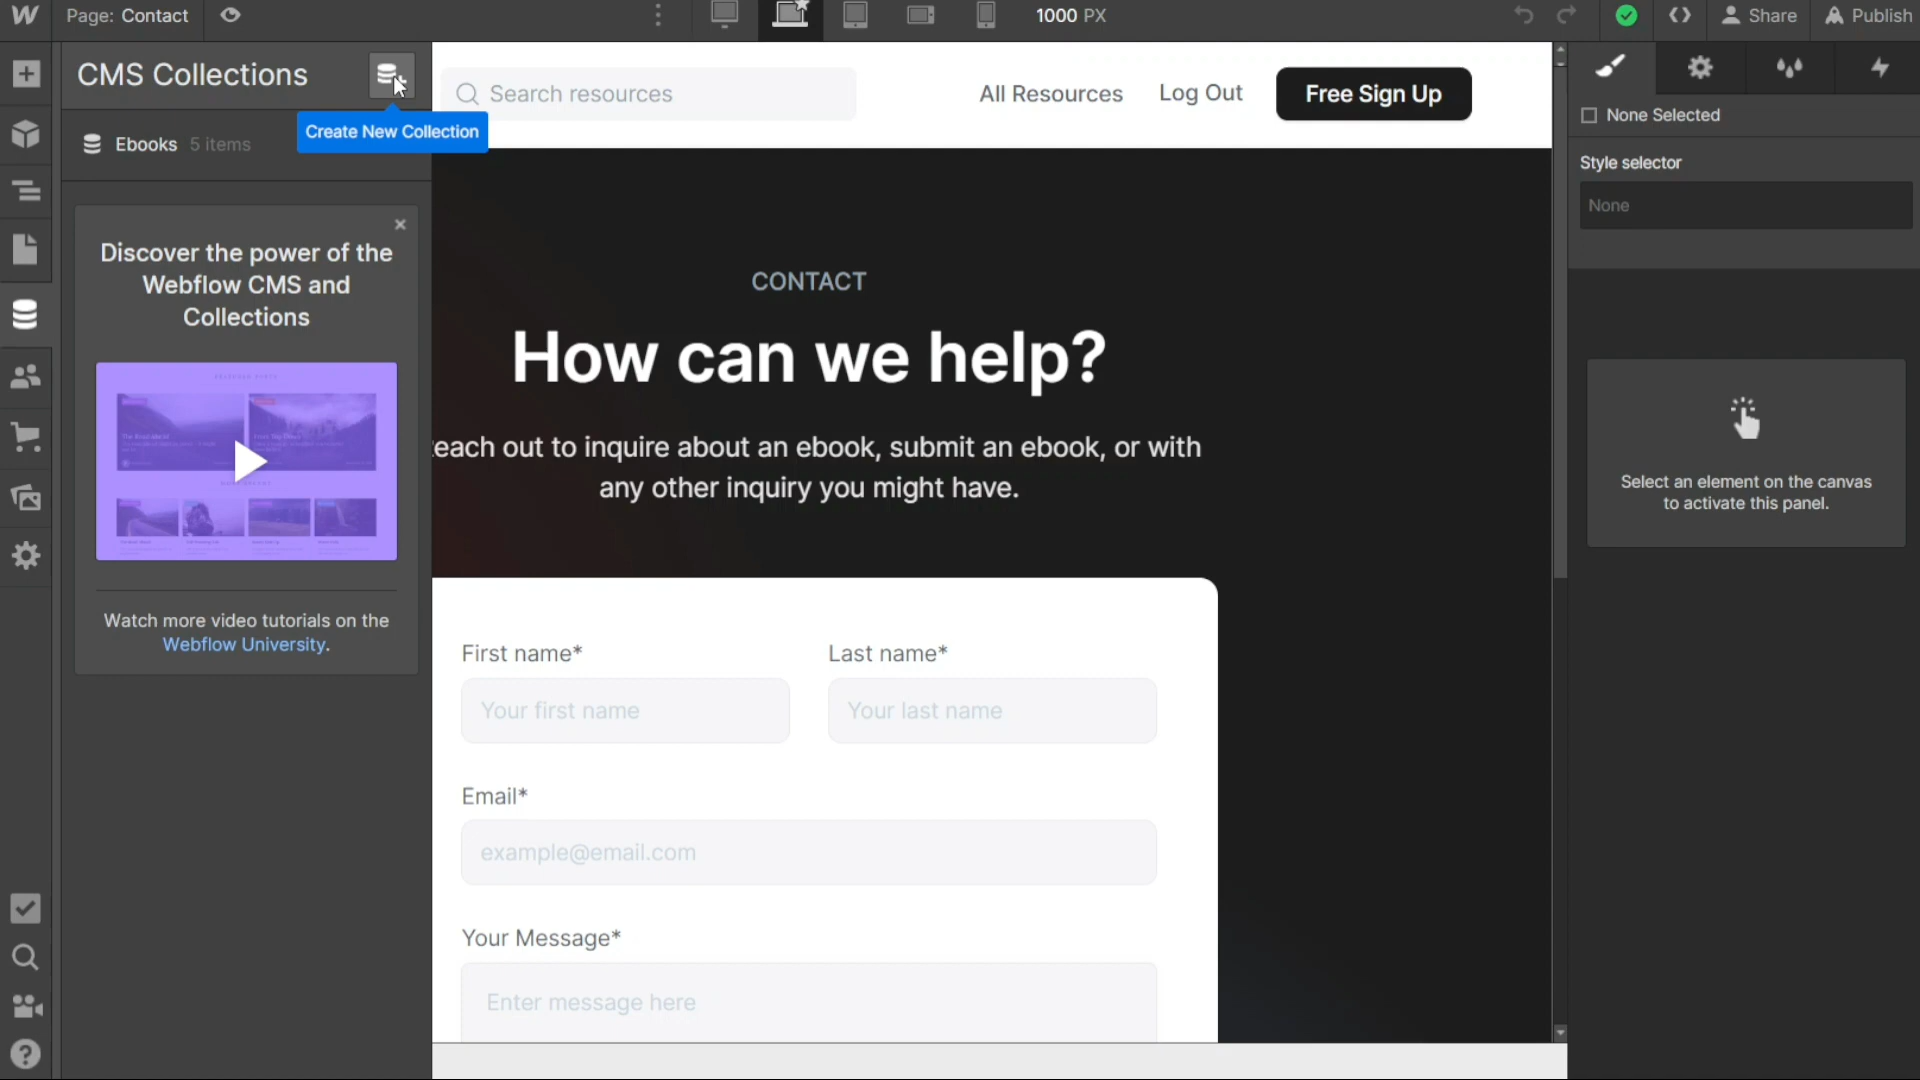 W Page: Contact 1000 PX Share Publish
CMS Collections
Create New Collection
Ebooks 5 items
Discover the power of the
Webflow CMS and
Collections
Watch more video tutorials on the
Webflow University.
Search resources All Resources Log Out Free Sign Up
CONTACT
How can we help?
each out to inquire about an ebook, submit an ebook, or with
any other inquiry you might have.
First name* Last name*
Your first name Your last name
Email*
example@email.com
Your Message*
Enter message here
None Selected
Style selector
None
Select an element on the canvas
to activate this panel.